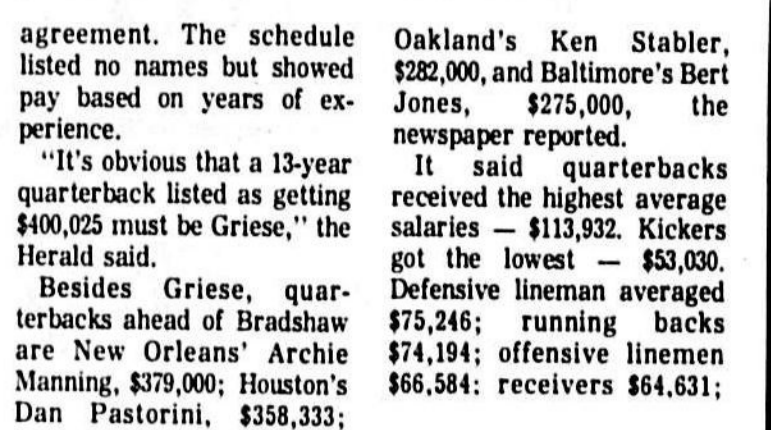 agreement. The schedule
listed no names but showed
pay based on years of ex-
perience.
"It's obvious that a 13-year
quarterback listed as getting
$400,025 must be Griese," the
Herald said.
Besides Griese, quar-
terbacks ahead of Bradshaw
are New Orleans' Archie
Manning, $379,000; Houston's
Dan Pastorini, $358,333;
Oakland's Ken Stabler,
$282,000, and Baltimore's Bert
Jones, $275,000, the
newspaper reported.
It said quarterbacks
received the highest average
salaries — $113,932. Kickers
got the lowest — $53,030.
Defensive lineman averaged
$75,246; running backs
$74,194; offensive linemen
$66,584; receivers $64,631;